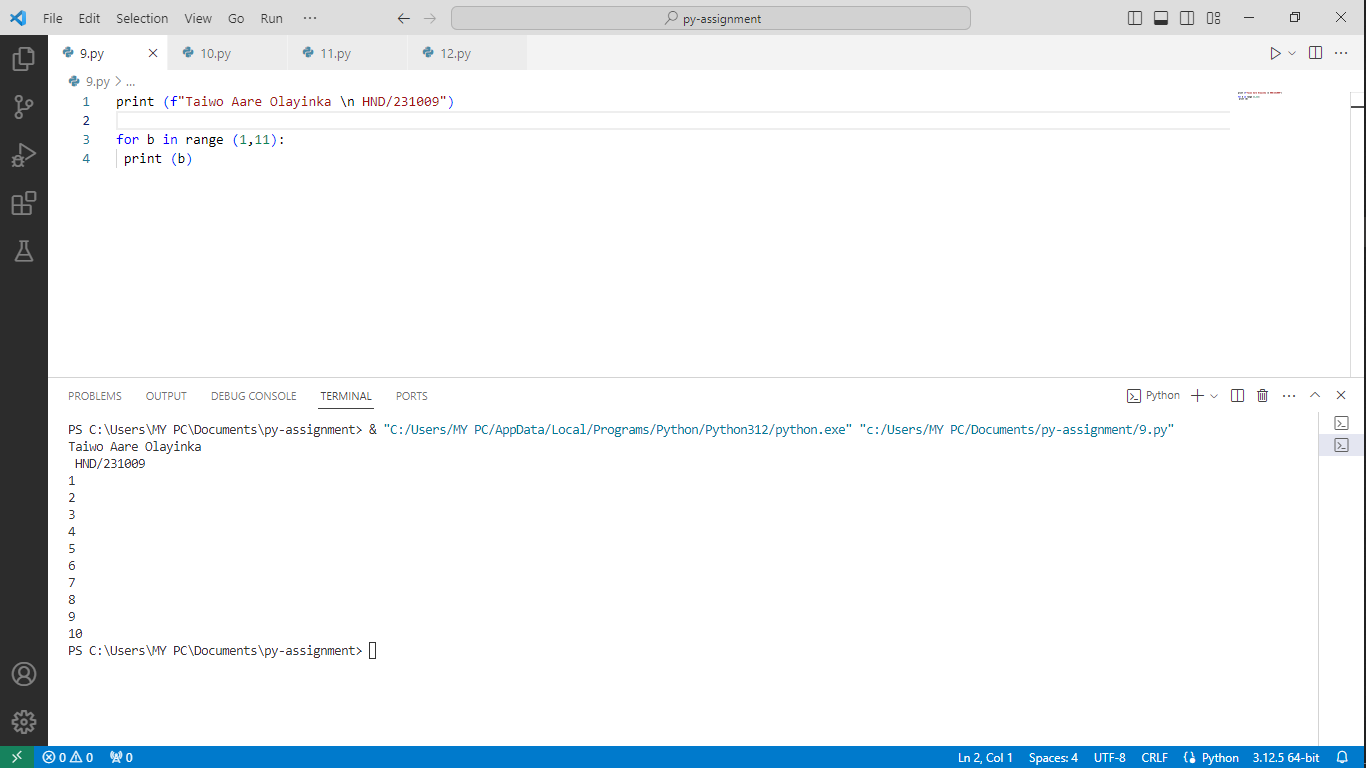 File Edit Selection View Go Run ··· py-assignment
9.py 10.py 11.py 12.py
9.py > ...
1 print (f"Taiwo Aare Olayinka \n HND/231009")
2
3 for b in range (1,11):
4 print (b)
PROBLEMS OUTPUT DEBUG CONSOLE TERMINAL PORTS Python
PS C:\Users\MY PC\Documents\py-assignment> & "C:/Users/MY PC/AppData/Local/Programs/Python/Python312/python.exe" "c:/Users/MY PC/Documents/py-assignment/9.py"
Taiwo Aare Olayinka
HND/231009
1
2
3
4
5
6
7
8
9
10
PS C:\Users\MY PC\Documents\py-assignment>
0 0 0 Ln 2, Col 1 Spaces: 4 UTF-8 CRLF Python 3.12.5 64-bit